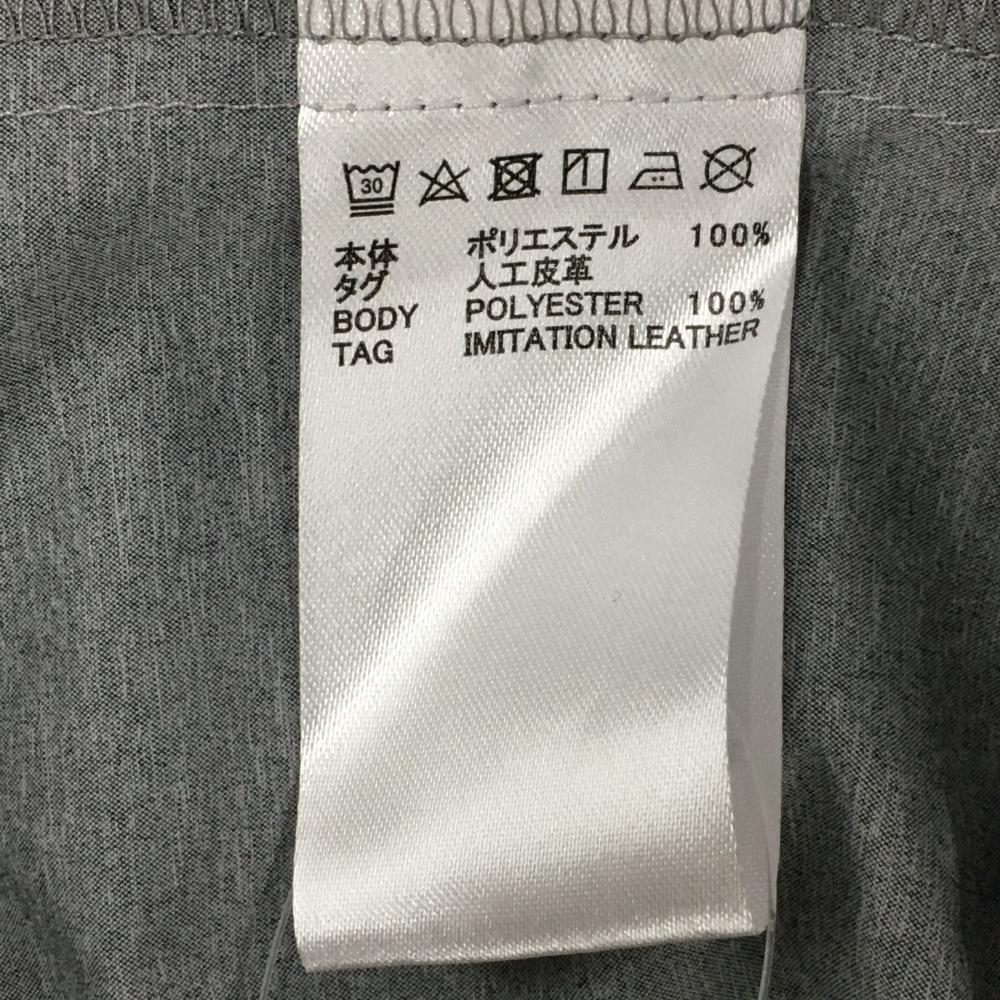 30
本体 ポリエステル 100%
タグ 人工皮革
BODY POLYESTER 100%
TAG IMITATION LEATHER